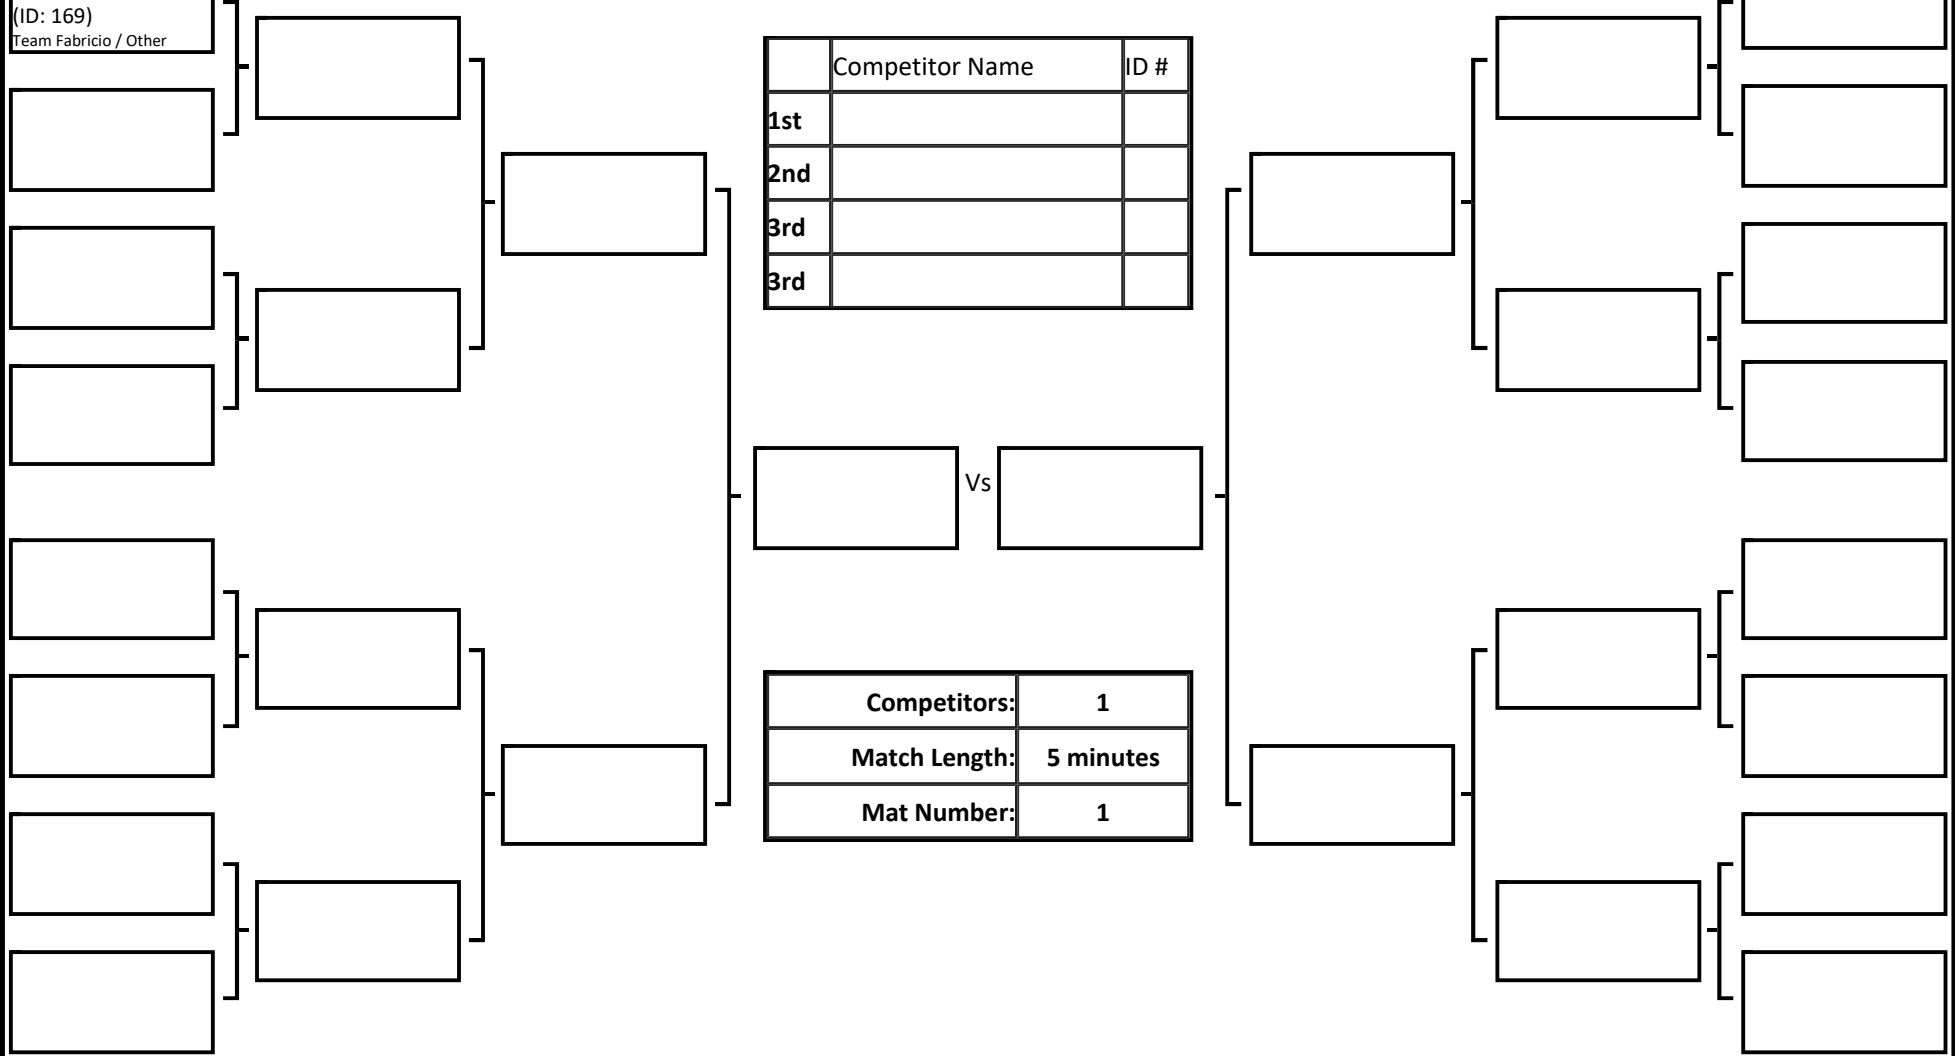 (ID: 169)
Team Fabricio / Other
Competitor Name ID #
1st
2nd
3rd
3rd
Vs
Competitors: 1
Match Length: 5 minutes
Mat Number: 1